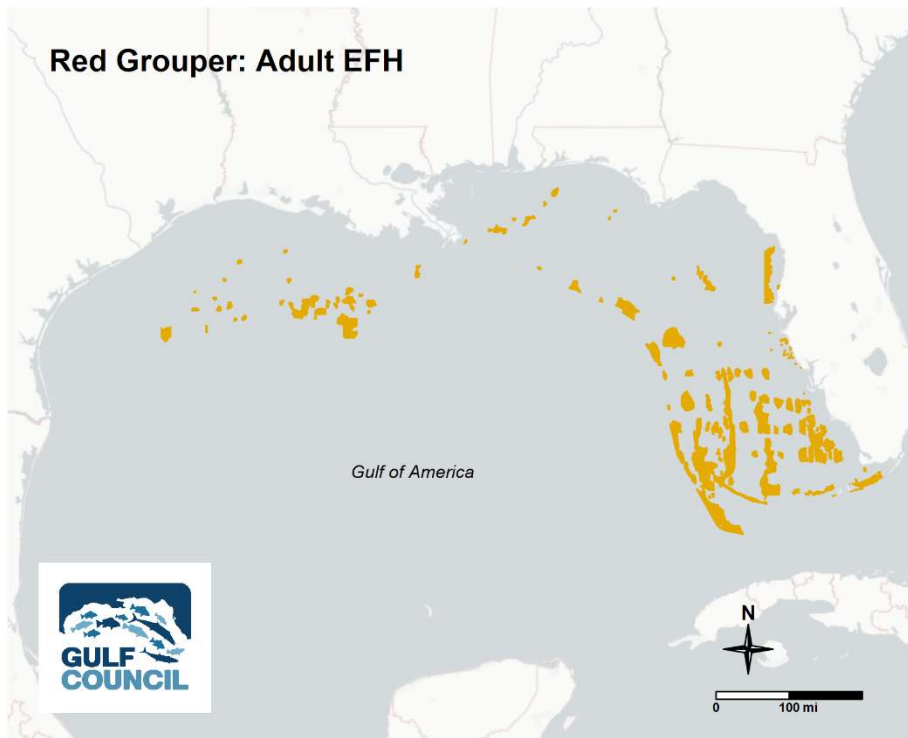 Red Grouper: Adult EFH
Gulf of America
GULF
COUNCIL
N
0 100 mi